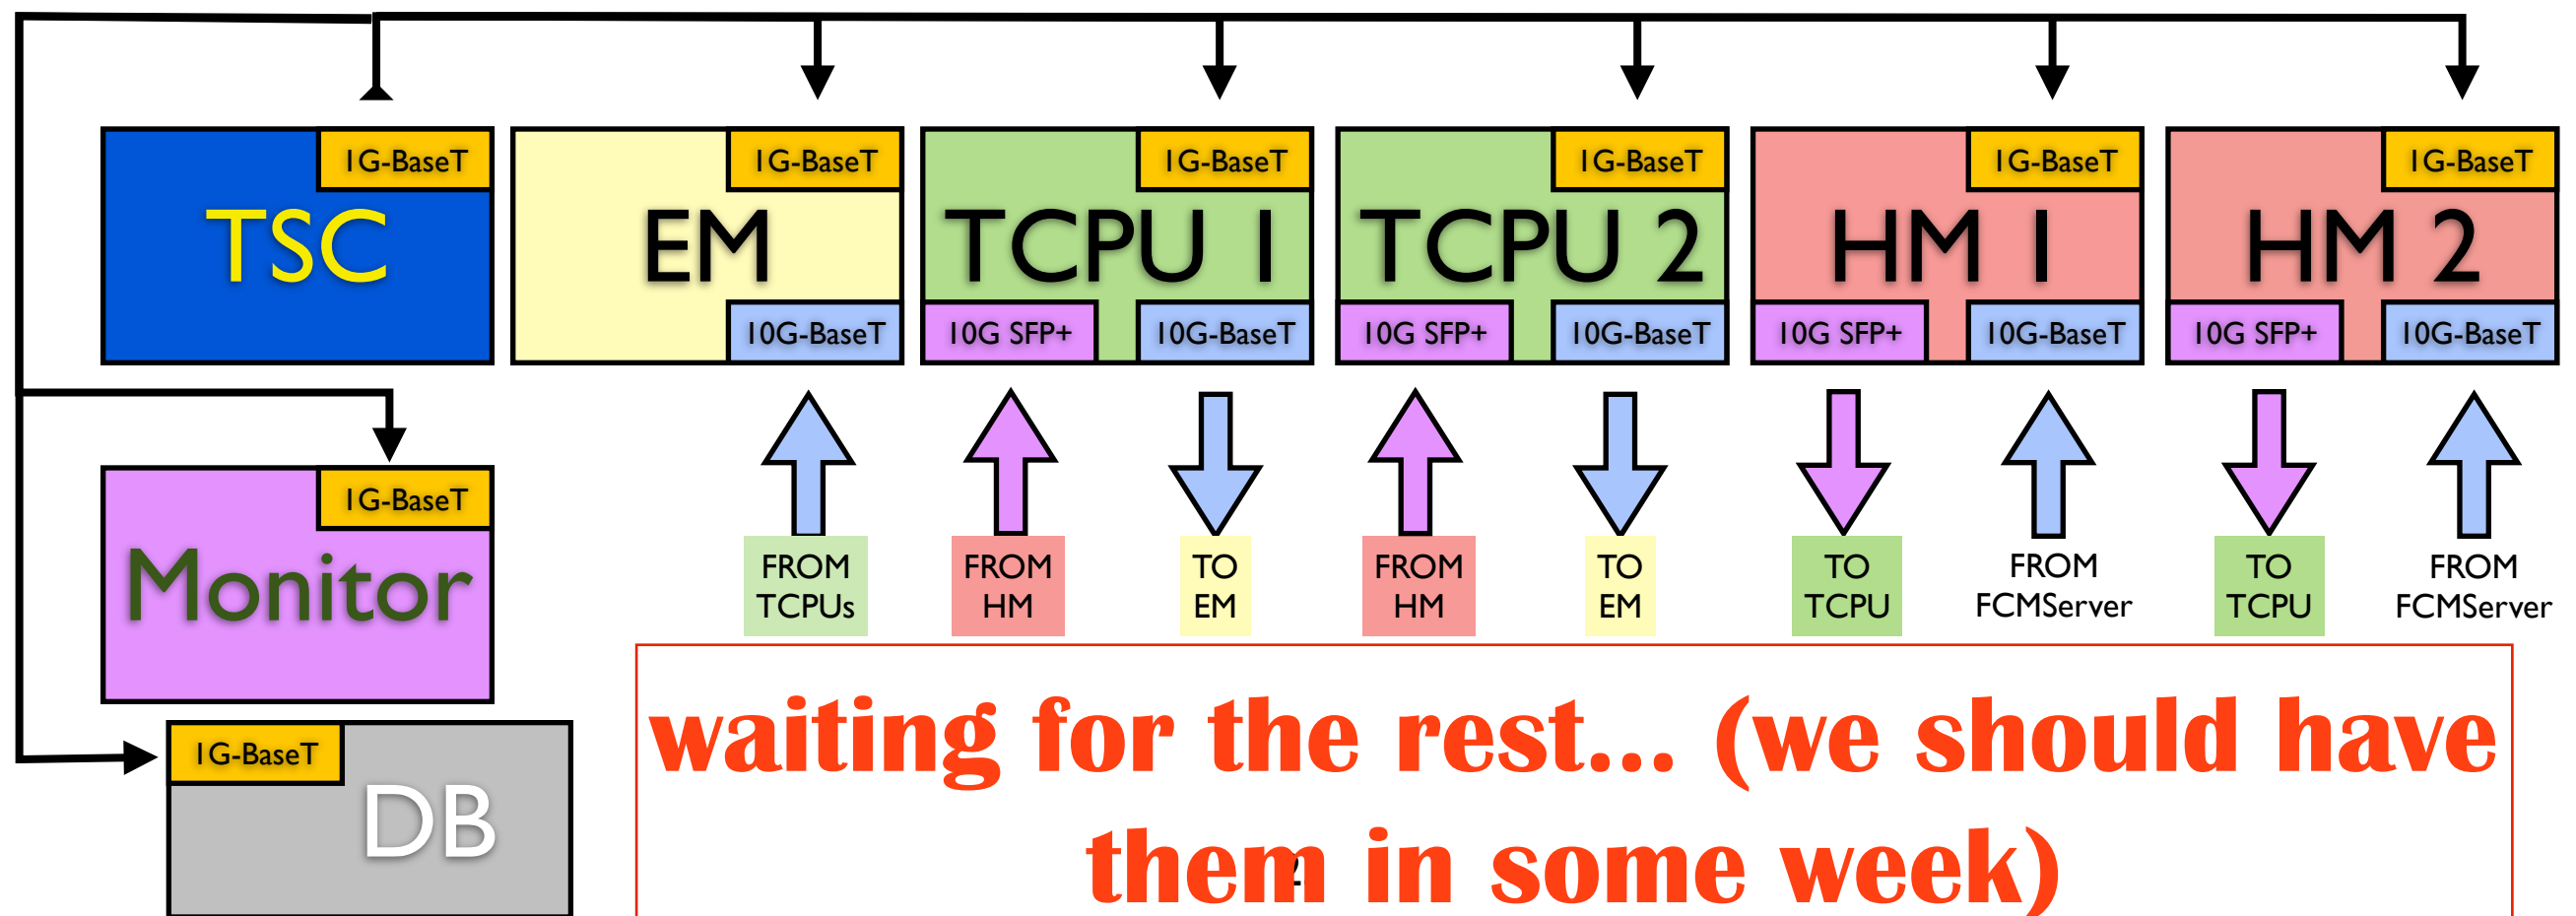 1G-BaseT
TSC
1G-BaseT
EM
10G-BaseT
1G-BaseT
TCPU 1
10G SFP+
10G-BaseT
1G-BaseT
TCPU 2
10G SFP+
10G-BaseT
1G-BaseT
HM 1
10G SFP+
10G-BaseT
1G-BaseT
HM 2
10G SFP+
10G-BaseT
FROM
TCPUs
FROM
HM
TO
EM
FROM
HM
TO
EM
TO
TCPU
FROM
FCMServer
TO
TCPU
FROM
FCMServer
1G-BaseT
Monitor
1G-BaseT
DB
waiting for the rest... (we should have
them in some week)